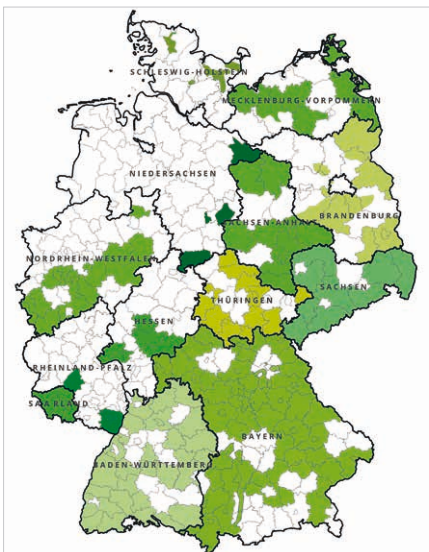 SCHLESWIG-HOLSTEIN
MECKLENBURG-VORPOMMERN
NIEDERSACHSEN
BRANDENBURG
SACHSEN-ANHALT
NORDRHEIN-WESTFALEN
SACHSEN
THÜRINGEN
HESSEN
RHEINLAND-PFALZ
SAARLAND
BAYERN
BADEN-WÜRTTEMBERG